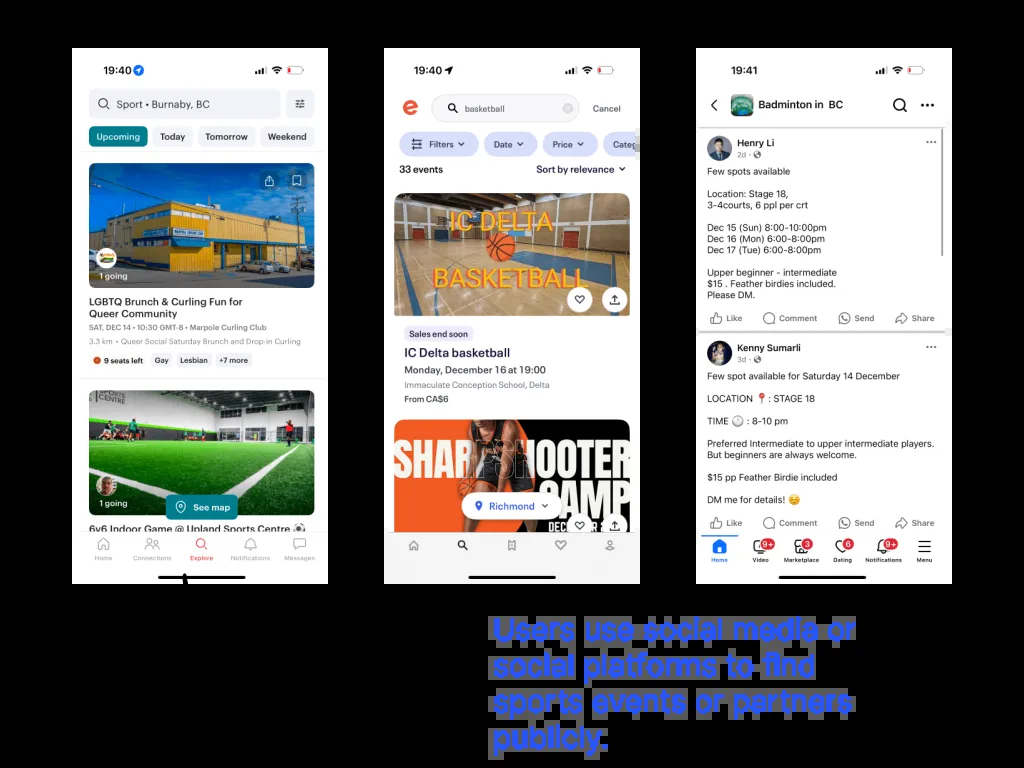 19:40
Sport • Burnaby, BC
Upcoming
Today
Tomorrow
Weekend
1 going
LGBTQ Brunch & Curling Fun for
Queer Community
SAT, DEC 14 • 10:30 GMT-8 • Marpole Curling Club
3.3 km • Queer Social Saturday Brunch and Drop-in Curling
9 seats left
Gay
Lesbian
+7 more
SPORTS
CENTRE
1 going
See map
6v6 Indoor Game @ Upland Sports Centre
Home
Connections
Explore
Notifications
Messages
19:40
basketball
Cancel
Filters
Date
Price
Categ
33 events
Sort by relevance
IC DELTA
BASKETBALL
Sales end soon
IC Delta basketball
Monday, December 16 at 19:00
Immaculate Conception School, Delta
From CA$6
SHARPSHOOTER
CAMP
Richmond
19:41
Badminton in BC
Henry Li
2d
Few spots available
Location: Stage 18,
3-4courts, 6 ppl per crt
Dec 15 (Sun) 8:00-10:00pm
Dec 16 (Mon) 6:00-8:00pm
Dec 17 (Tue) 6:00-8:00pm
Upper beginner - intermediate
$15 . Feather birdies included.
Please DM.
Like
Comment
Send
Share
Kenny Sumarli
3d
Few spot available for Saturday 14 December
LOCATION 📍 : STAGE 18
TIME 🕐 : 8-10 pm
Preferred Intermediate to upper intermediate players.
But beginners are always welcome.
$15 pp Feather Birdie included
DM me for details! 😊
Like
Comment
Send
Share
9+
3
6
9+
Home
Video
Marketplace
Dating
Notifications
Menu
Users use social media or
social platforms to find
sports events or partners
publicly.